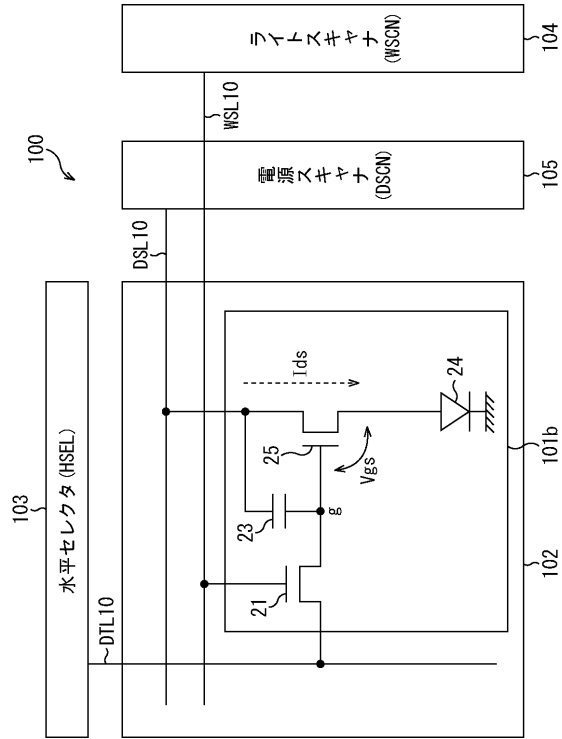 100
103
水平セレクタ(HSEL)
DTL10
DSL10
WSL10
ライトスキャナ
(WSCN)
104
電源スキャナ
(DSCN)
105
Ids
21
23
25
g
Vgs
24
101b
102